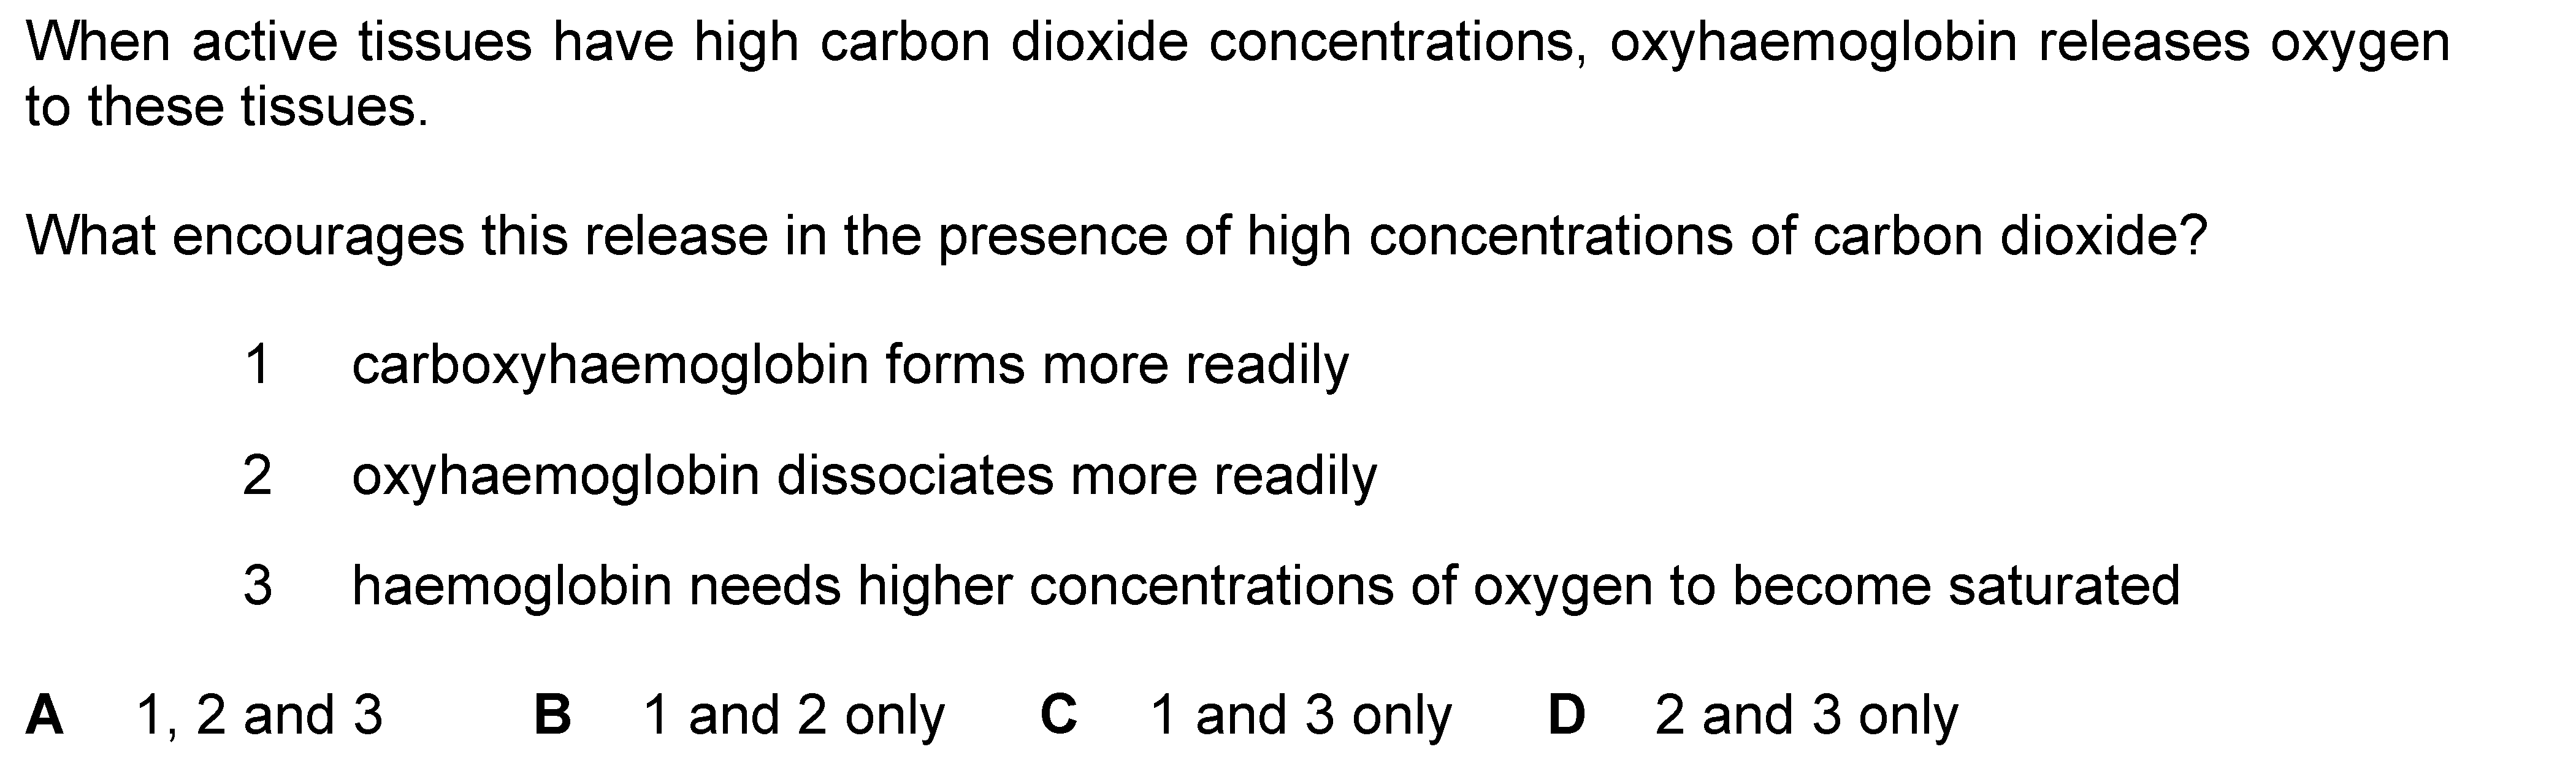 When active tissues have high carbon dioxide concentrations, oxyhaemoglobin releases oxygen
to these tissues.
What encourages this release in the presence of high concentrations of carbon dioxide?
1 carboxyhaemoglobin forms more readily
2 oxyhaemoglobin dissociates more readily
3 haemoglobin needs higher concentrations of oxygen to become saturated
A 1, 2 and 3 B 1 and 2 only C 1 and 3 only D 2 and 3 only